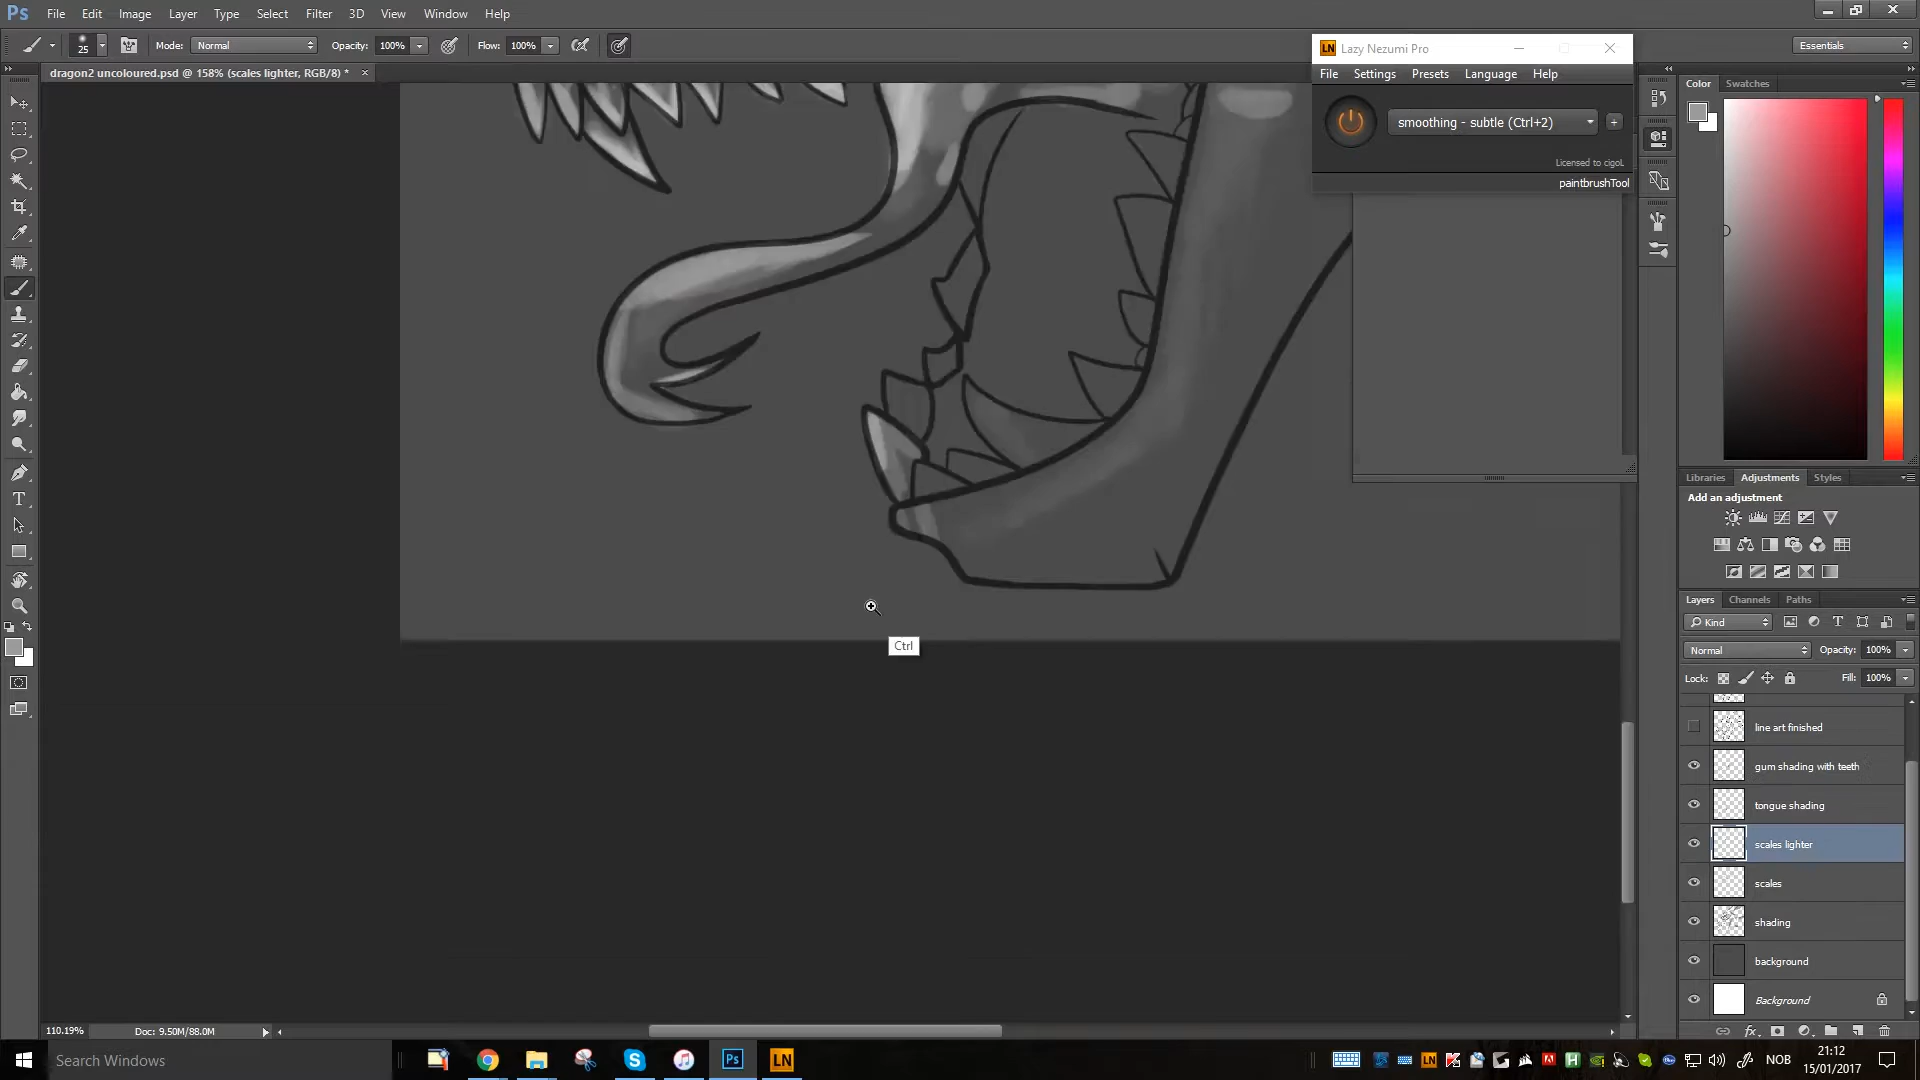 Ps File Edit Image Layer Type Select Filter 3D View Window Help
25 Mode: Normal Opacity: 100% Flow: 100% Essentials
dragon2 uncoloured.psd @ 158% (scales lighter, RGB/8) *
LN Lazy Nezumi Pro
File Settings Presets Language Help
smoothing - subtle (Ctrl+2)
Licensed to cigoL
paintbrushTool
Color Swatches
Ctrl
Libraries Adjustments Styles
Add an adjustment
Layers Channels Paths
Kind
Normal Opacity: 100%
Lock: Fill: 100%
line art finished
gum shading with teeth
tongue shading
scales lighter
scales
shading
background
Background
110.19% Doc: 9.50M/88.0M
Search Windows
Ps LN
NOB
21:12
15/01/2017